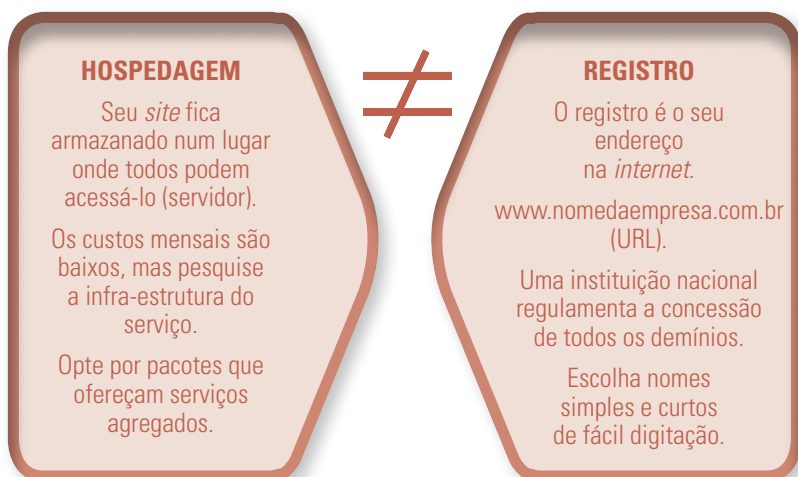 HOSPEDAGEM
Seu site fica
armazanado num lugar
onde todos podem
acessá-lo (servidor).
Os custos mensais são
baixos, mas pesquise
a infra-estrutura do
serviço.
Opte por pacotes que
ofereçam serviços
agregados.
≠
REGISTRO
O registro é o seu
endereço
na internet.
www.nomedaempresa.com.br
(URL).
Uma instituição nacional
regulamenta a concessão
de todos os demínios.
Escolha nomes
simples e curtos
de fácil digitação.